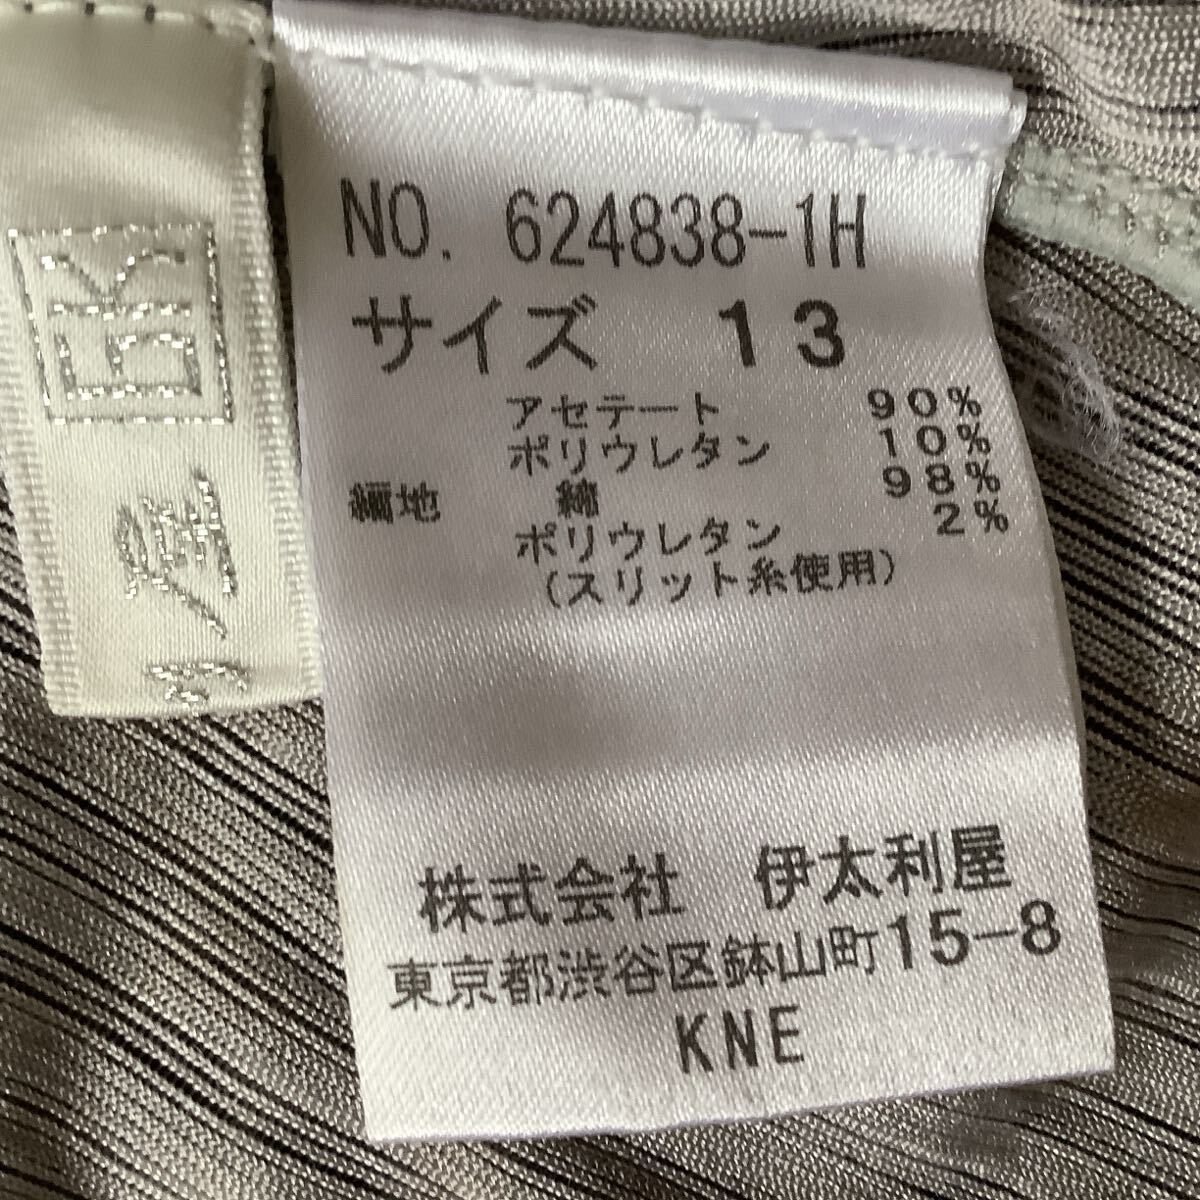 NO. 624838-1H
サイズ 13
アセテート 90%
ポリウレタン 10%
編地 綿 98%
ポリウレタン 2%
(スリット糸使用)
株式会社 伊太利屋
東京都渋谷区鉢山町15-8
KNE
GK